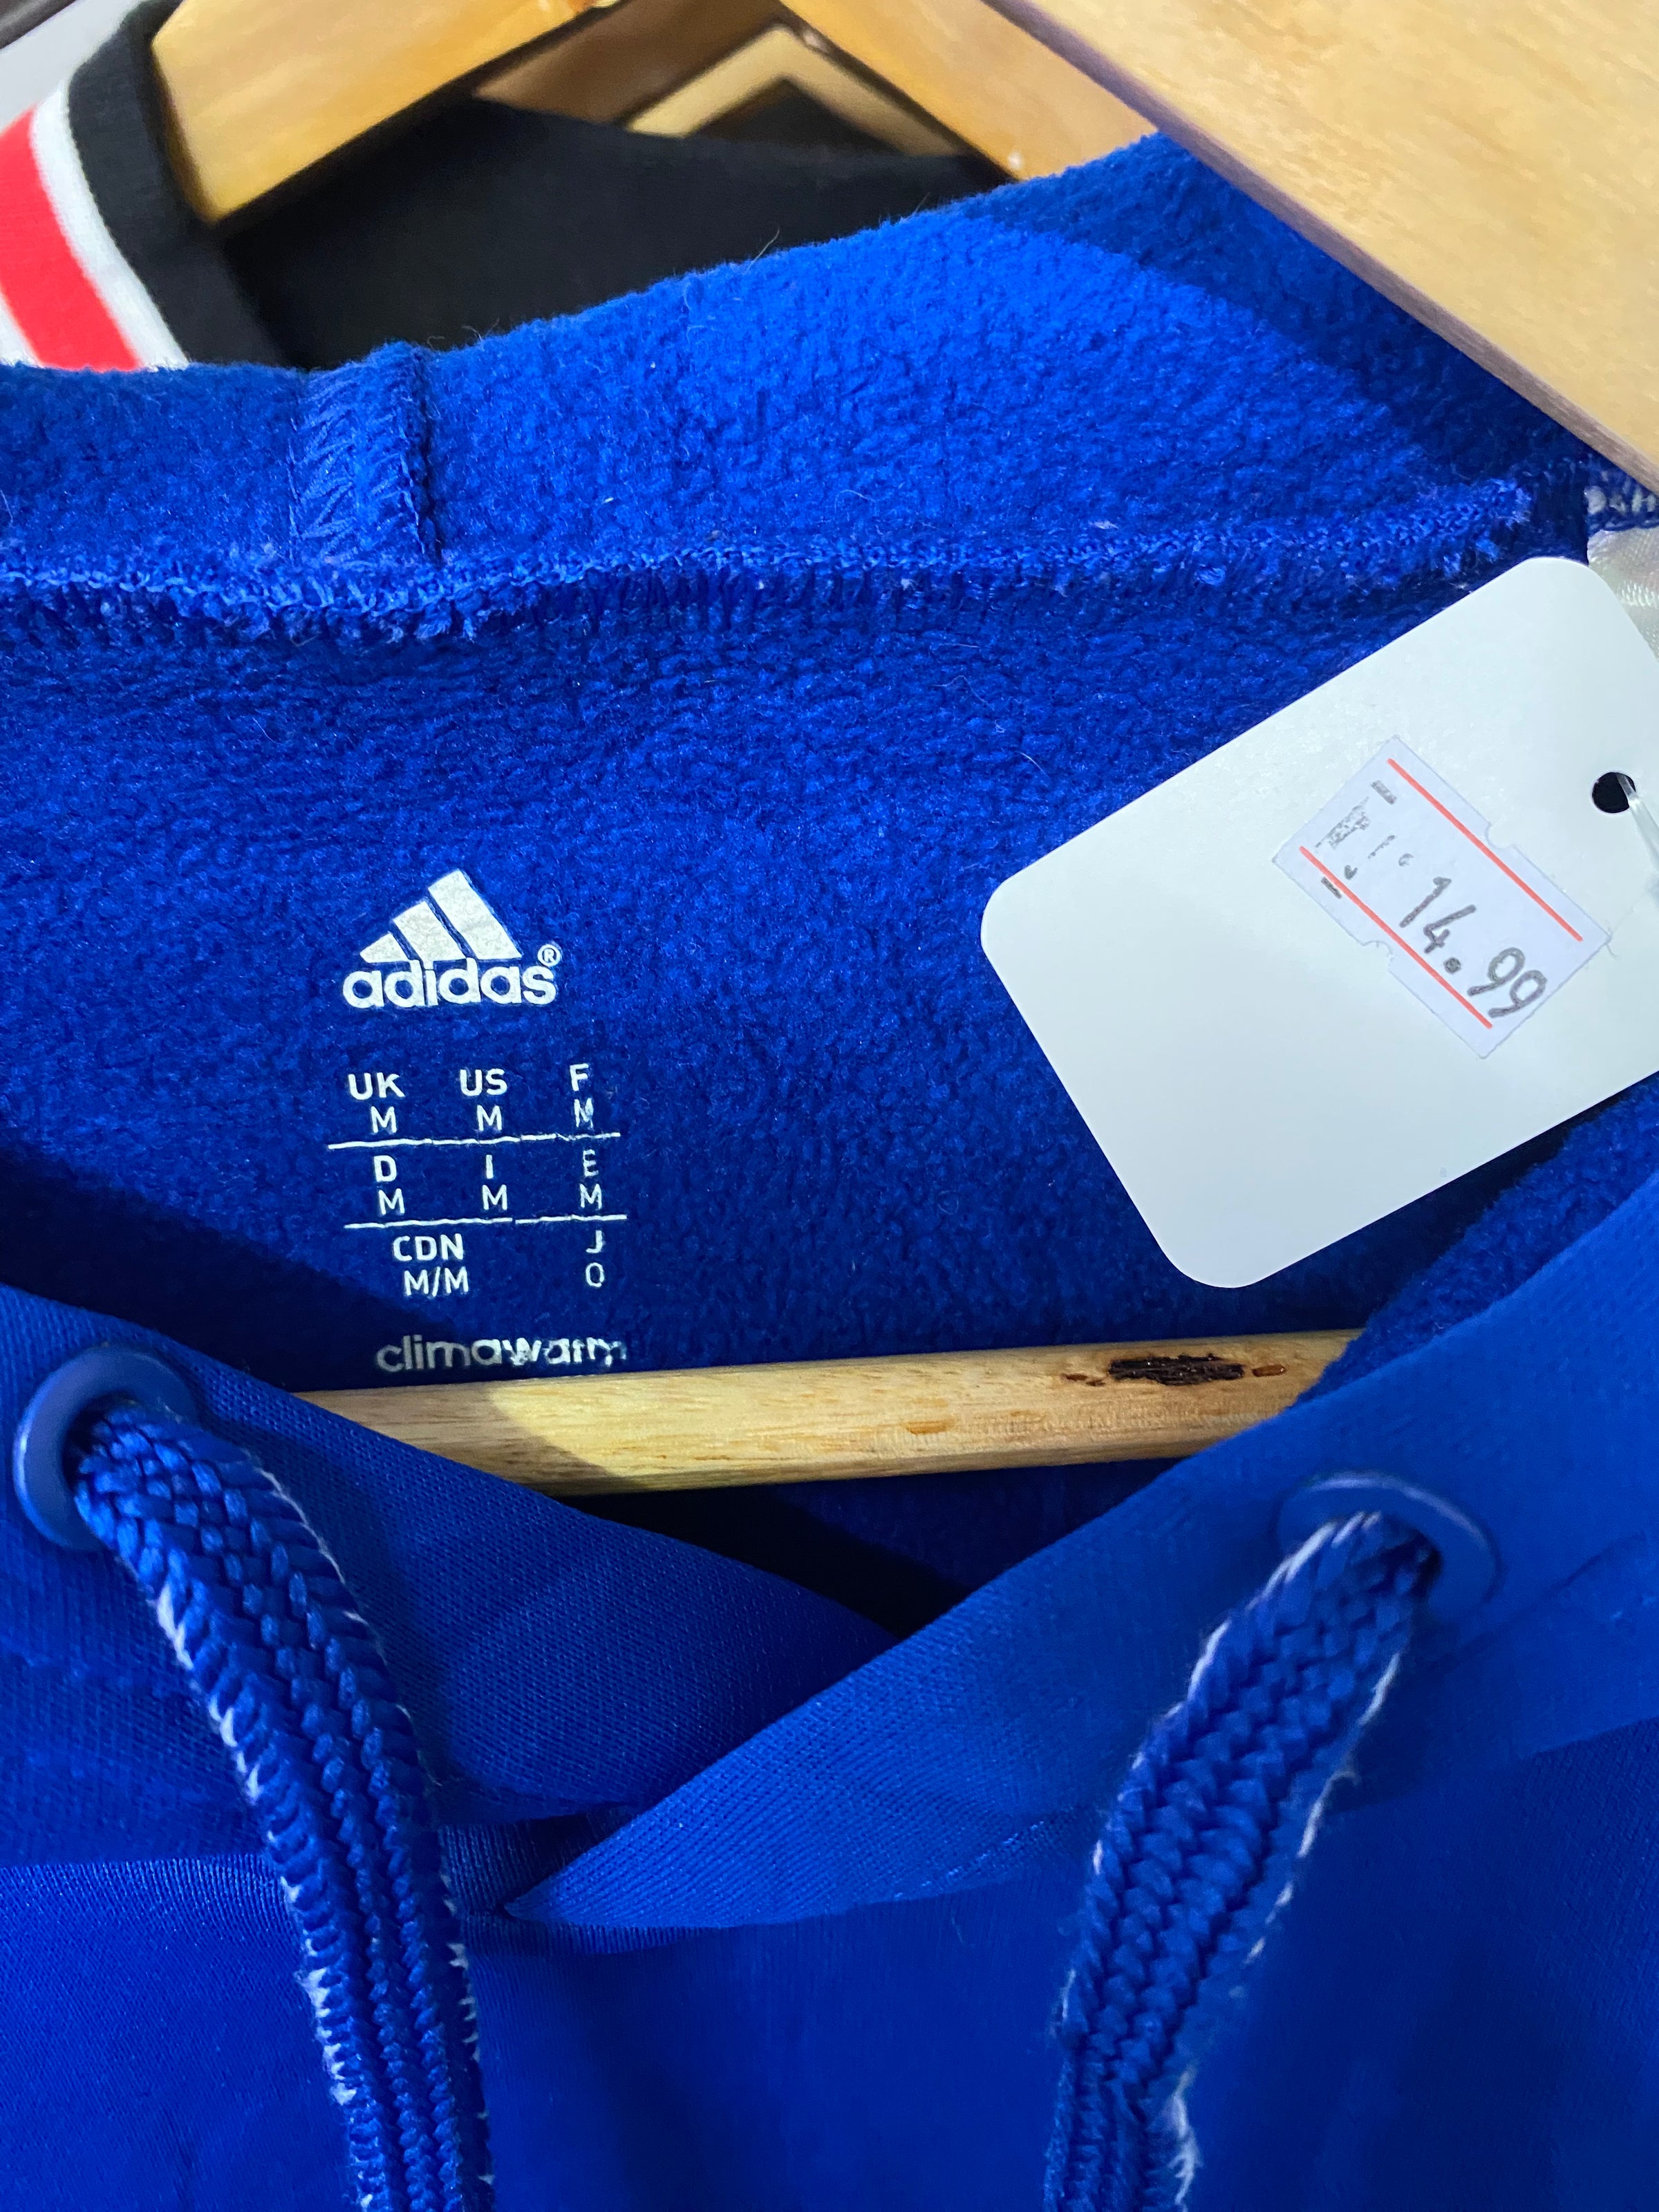 adidas®
UK US F
M M M
D I E
M M M
CDN J
M/M O
climawarm
14.99